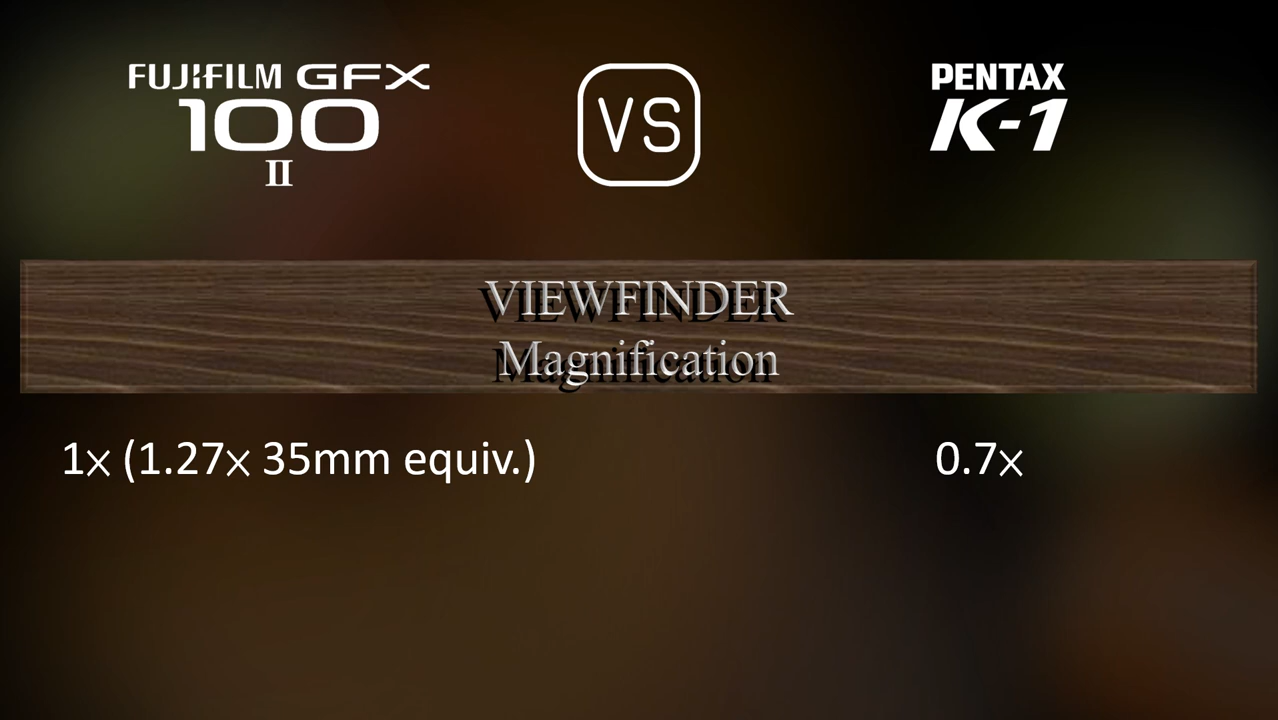 FUJIFILM GFX
100
II
VS
PENTAX
K-1
VIEWFINDER
Magnification
1x (1.27x 35mm equiv.)
0.7x